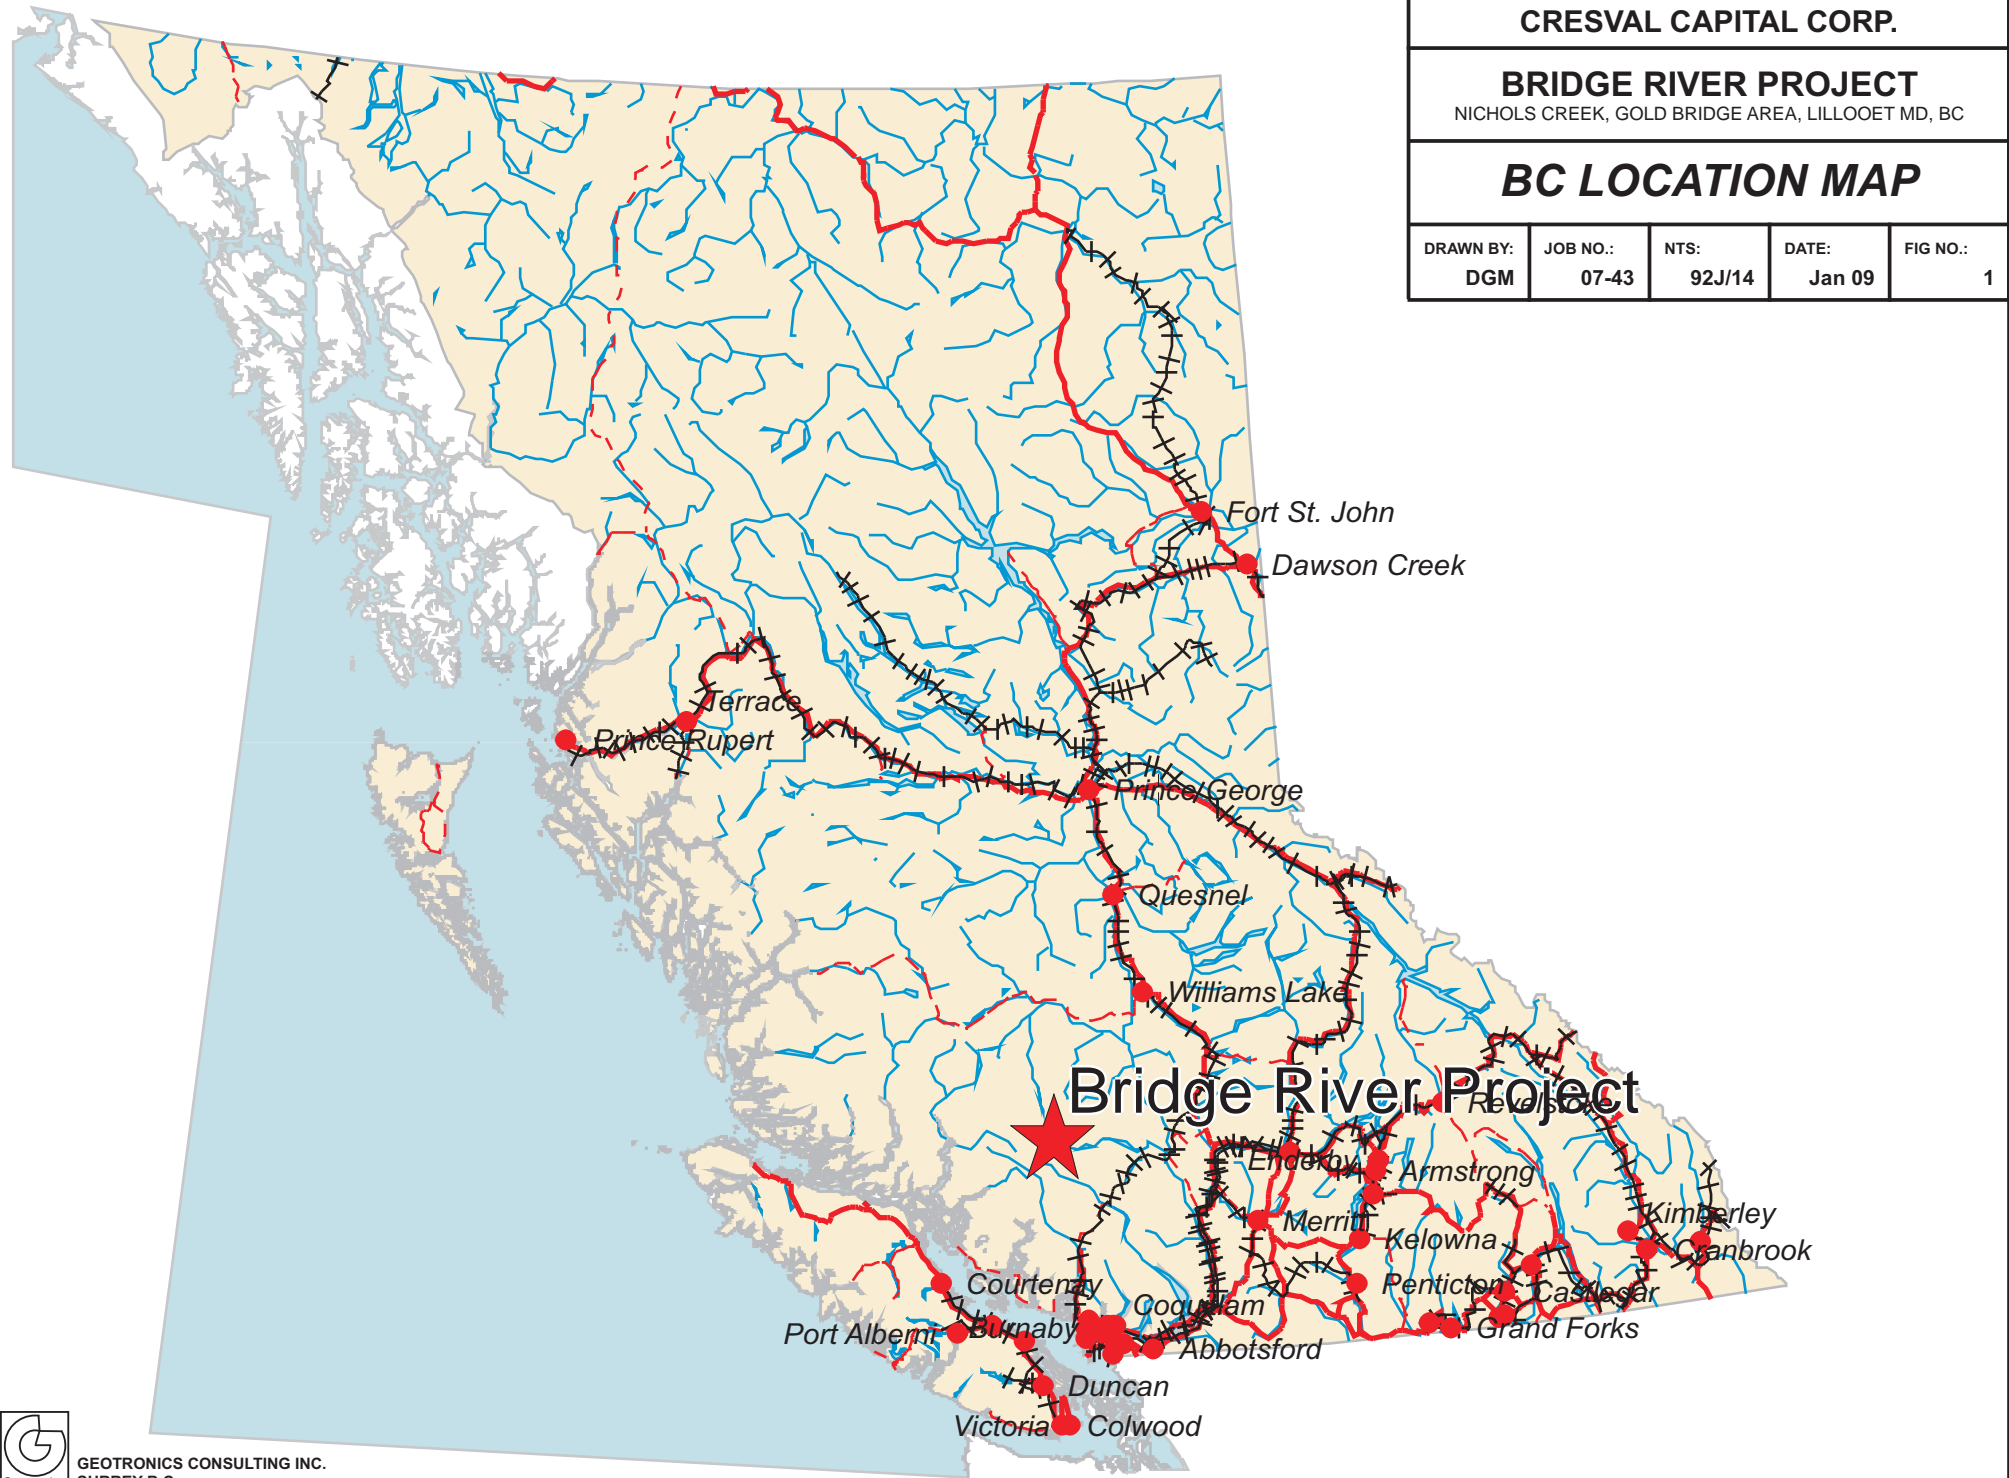 CRESVAL CAPITAL CORP.
BRIDGE RIVER PROJECT
NICHOLS CREEK, GOLD BRIDGE AREA, LILLOOET MD, BC
BC LOCATION MAP
DRAWN BY: JOB NO.: NTS: DATE: FIG NO.:
DGM 07-43 92J/14 Jan 09 1
Fort St. John
Dawson Creek
Terrace
Prince Rupert
Prince George
Quesnel
Williams Lake
Bridge River Project
Revelstoke
Enderby
Armstrong
Merritt
Kelowna
Kimberley
Cranbrook
Courtenay
Penticton
Castlegar
Coquitlam
Port Alberni
Burnaby
Grand Forks
Abbotsford
Duncan
Victoria
Colwood
GEOTRONICS CONSULTING INC.
SURREY B.C.